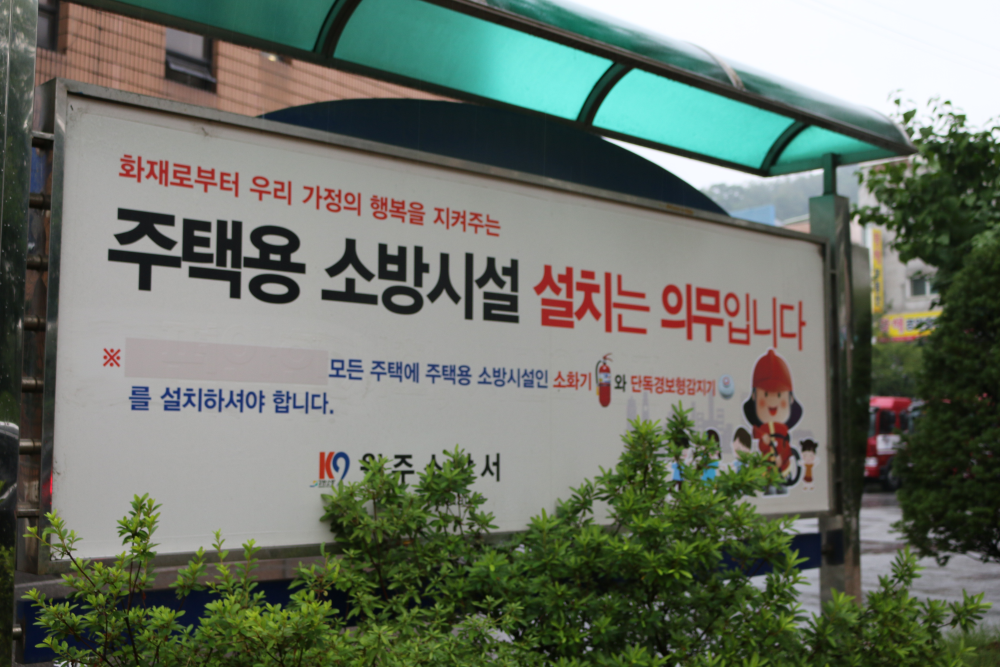 화재로부터 우리 가정의 행복을 지켜주는
주택용 소방시설 설치는 의무입니다
※ 모든 주택에 주택용 소방시설인 소화기와 단독경보형감지기
를 설치하셔야 합니다.